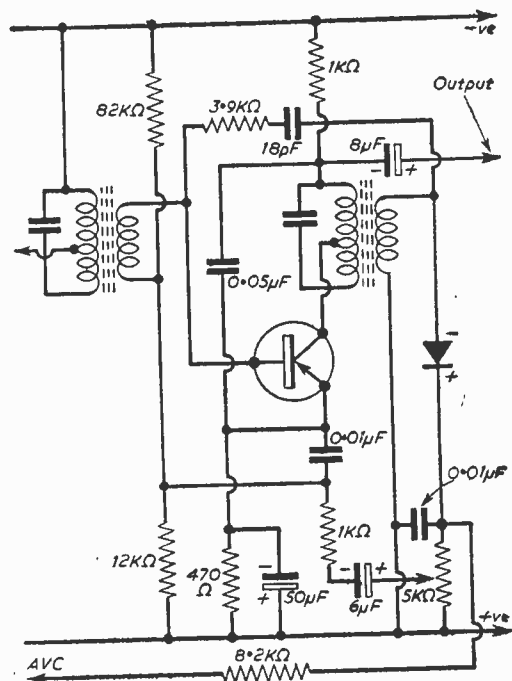 -ve
1KΩ
82KΩ
Output
3·9KΩ
18pF
8μF
- +
0·05μF
-
+
0·01μF
0·01μF
1KΩ
12KΩ
470
Ω
-
+
50μF
- +
6μF
5KΩ
+ve
8·2KΩ
AVC